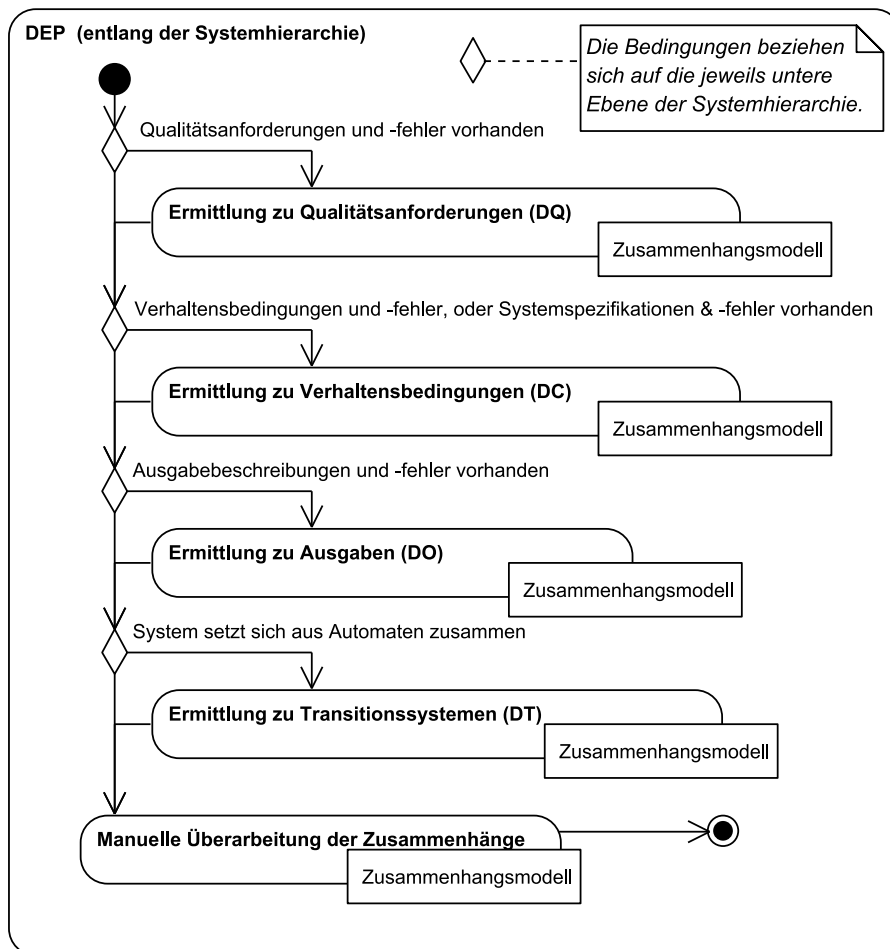 DEP (entlang der Systemhierarchie)
Die Bedingungen beziehen
sich auf die jeweils untere
Ebene der Systemhierarchie.
Qualitätsanforderungen und -fehler vorhanden
Ermittlung zu Qualitätsanforderungen (DQ)
Zusammenhangsmodell
Verhaltensbedingungen und -fehler, oder Systemspezifikationen & -fehler vorhanden
Ermittlung zu Verhaltensbedingungen (DC)
Zusammenhangsmodell
Ausgabebeschreibungen und -fehler vorhanden
Ermittlung zu Ausgaben (DO)
Zusammenhangsmodell
System setzt sich aus Automaten zusammen
Ermittlung zu Transitionssystemen (DT)
Zusammenhangsmodell
Manuelle Überarbeitung der Zusammenhänge
Zusammenhangsmodell